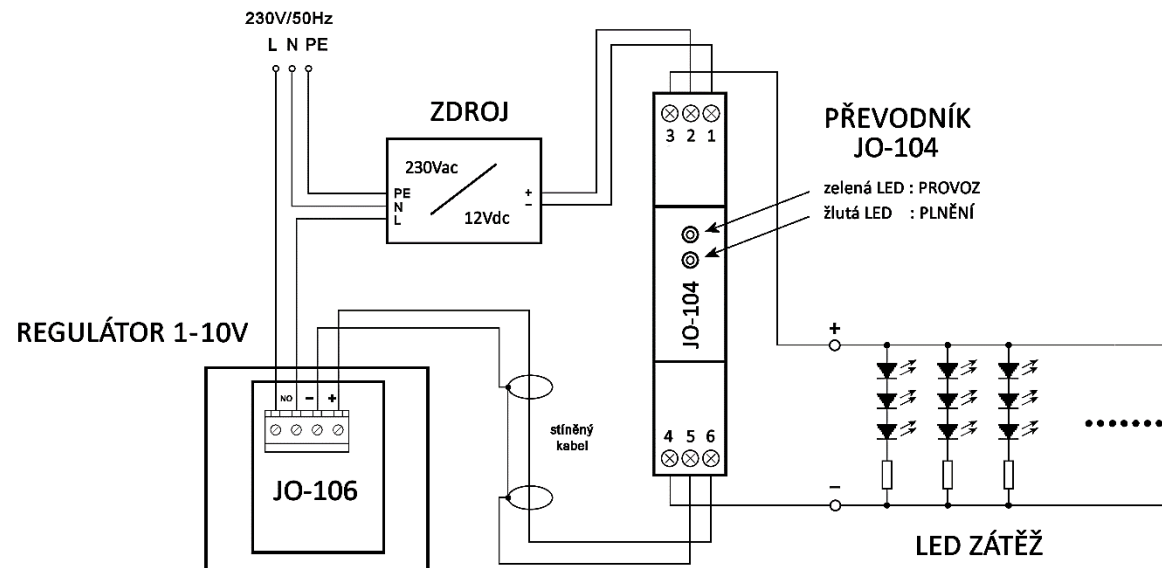 230V/50Hz
L N PE
ZDROJ
230Vac
PE
N
L
+
−
12Vdc
3 2 1
PŘEVODNÍK
JO-104
zelená LED : PROVOZ
žlutá LED : PLNĚNÍ
JO-104
REGULÁTOR 1-10V
NO − +
JO-106
stíněný
kabel
4 5 6
+
−
LED ZÁTĚŽ